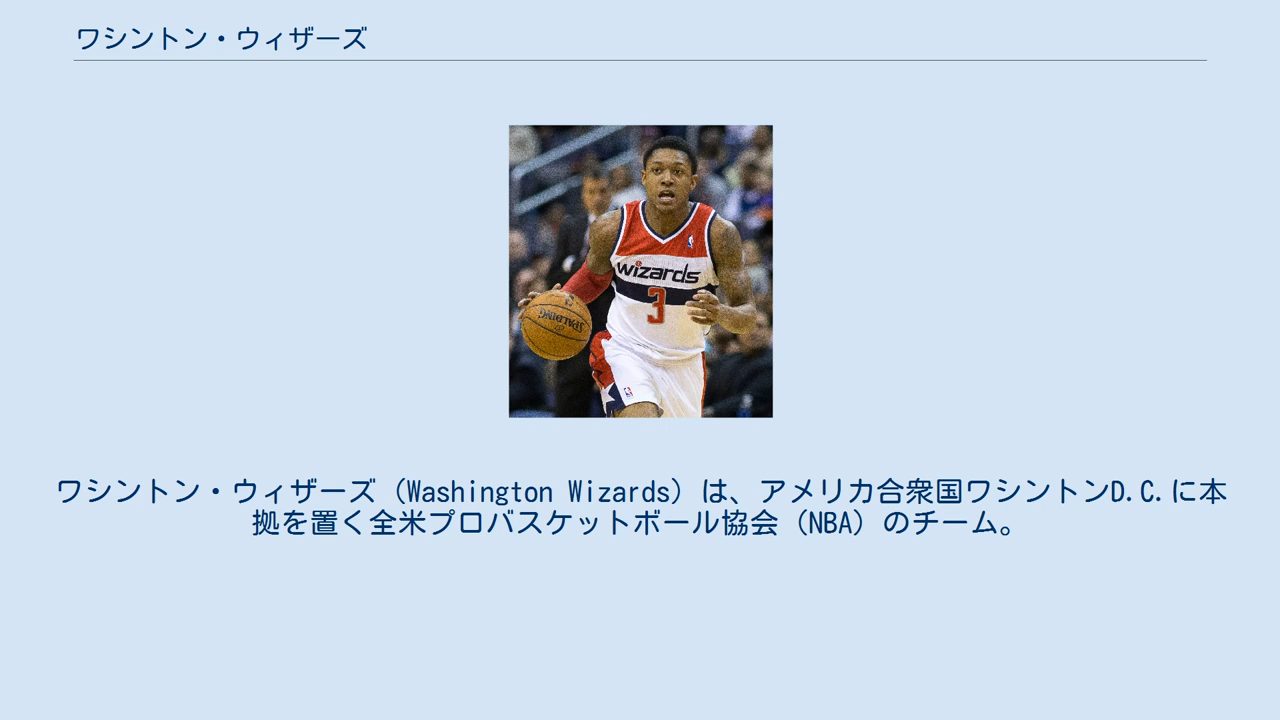 ワシントン・ウィザーズ
wizards
3
SPALDING
ワシントン・ウィザーズ（Washington Wizards）は、アメリカ合衆国ワシントンD.C.に本
拠を置く全米プロバスケットボール協会（NBA）のチーム。